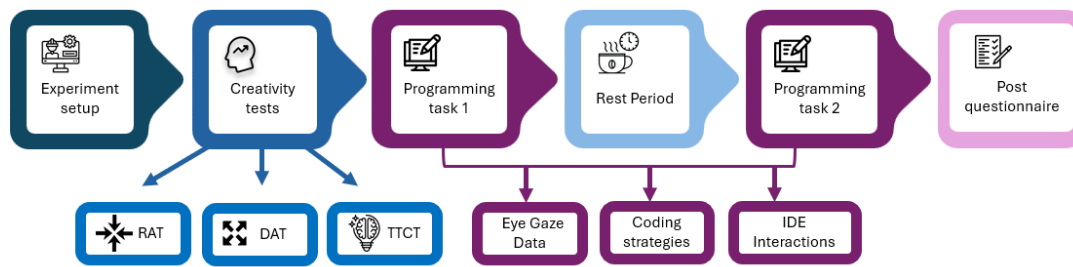 Experiment
setup
Creativity
tests
Programming
task 1
Rest Period
Programming
task 2
Post
questionnaire
RAT
DAT
TTCT
Eye Gaze
Data
Coding
strategies
IDE
Interactions